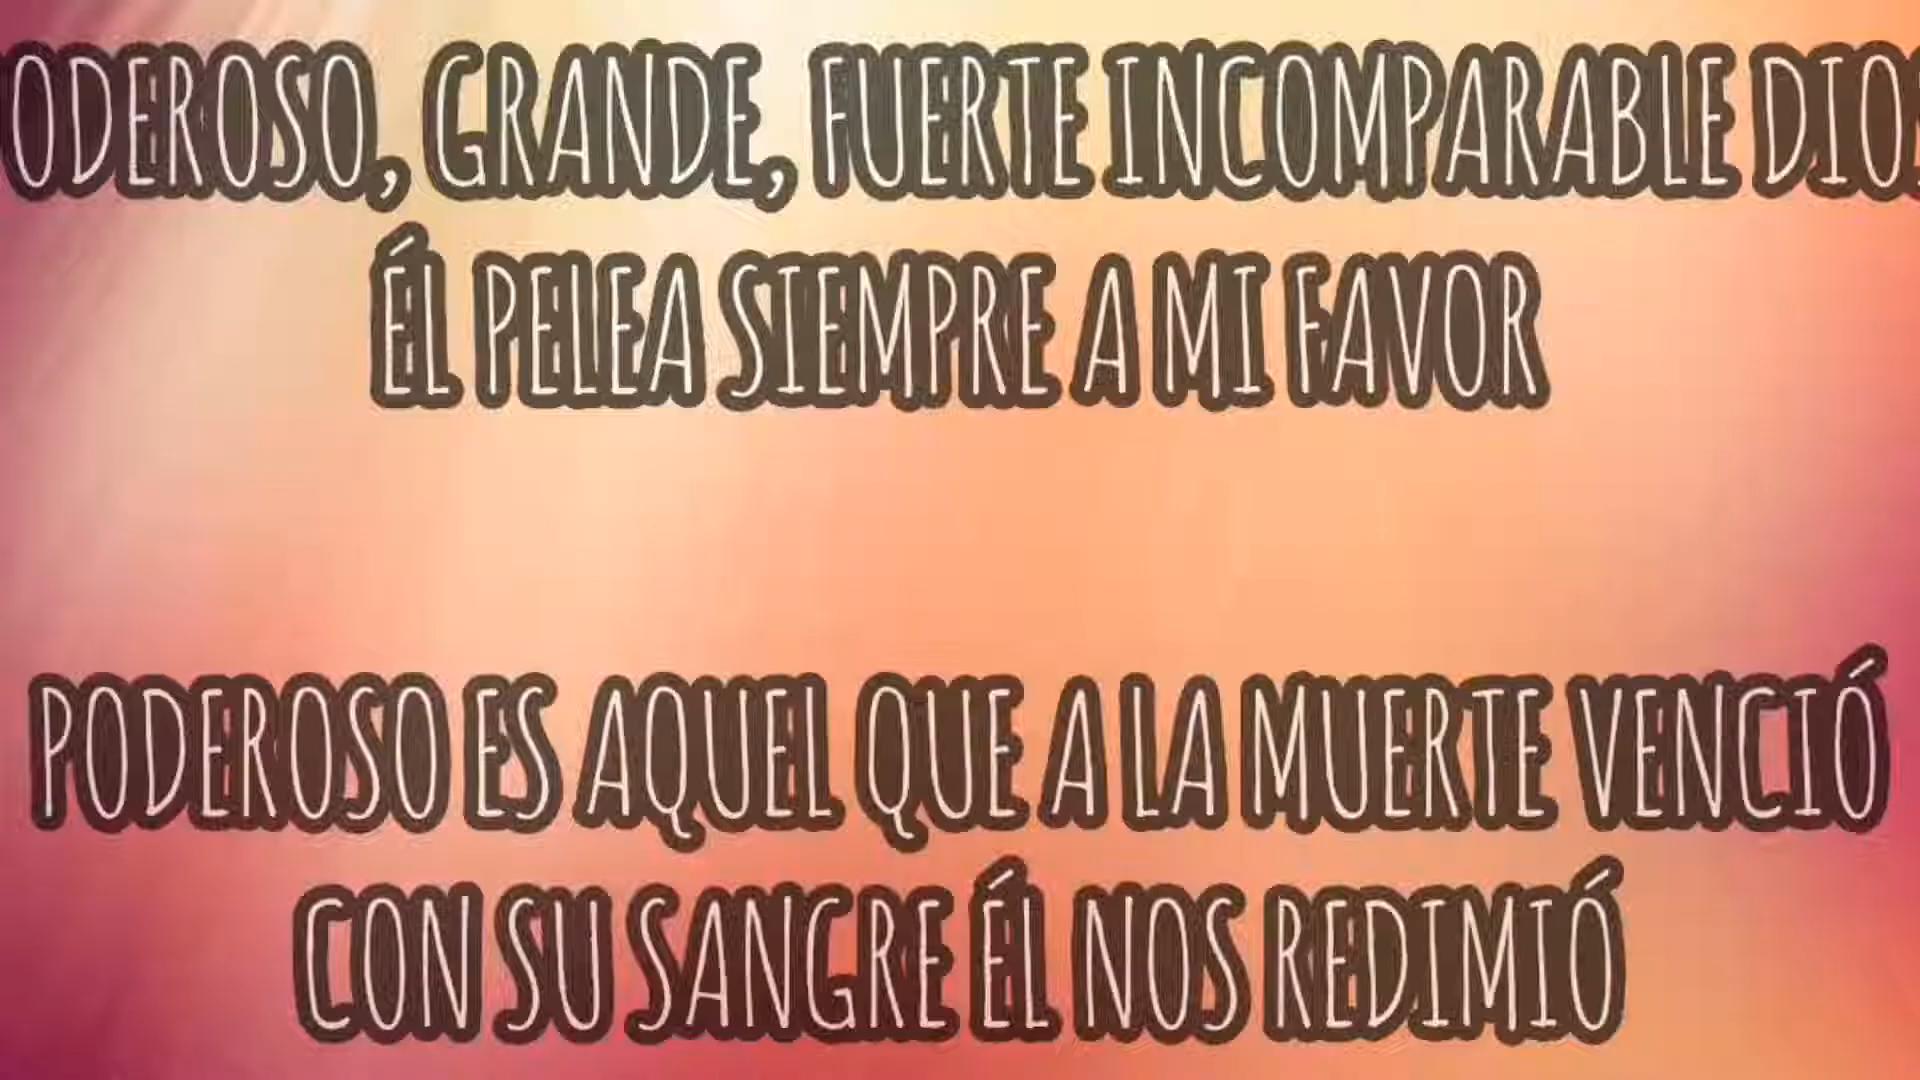 ODEROSO, GRANDE, FUERTE INCOMPARABLE DIOS
ÉL PELEA SIEMPRE A MI FAVOR
PODEROSO ES AQUEL QUE A LA MUERTE VENCIÓ
CON SU SANGRE ÉL NOS REDIMIÓ